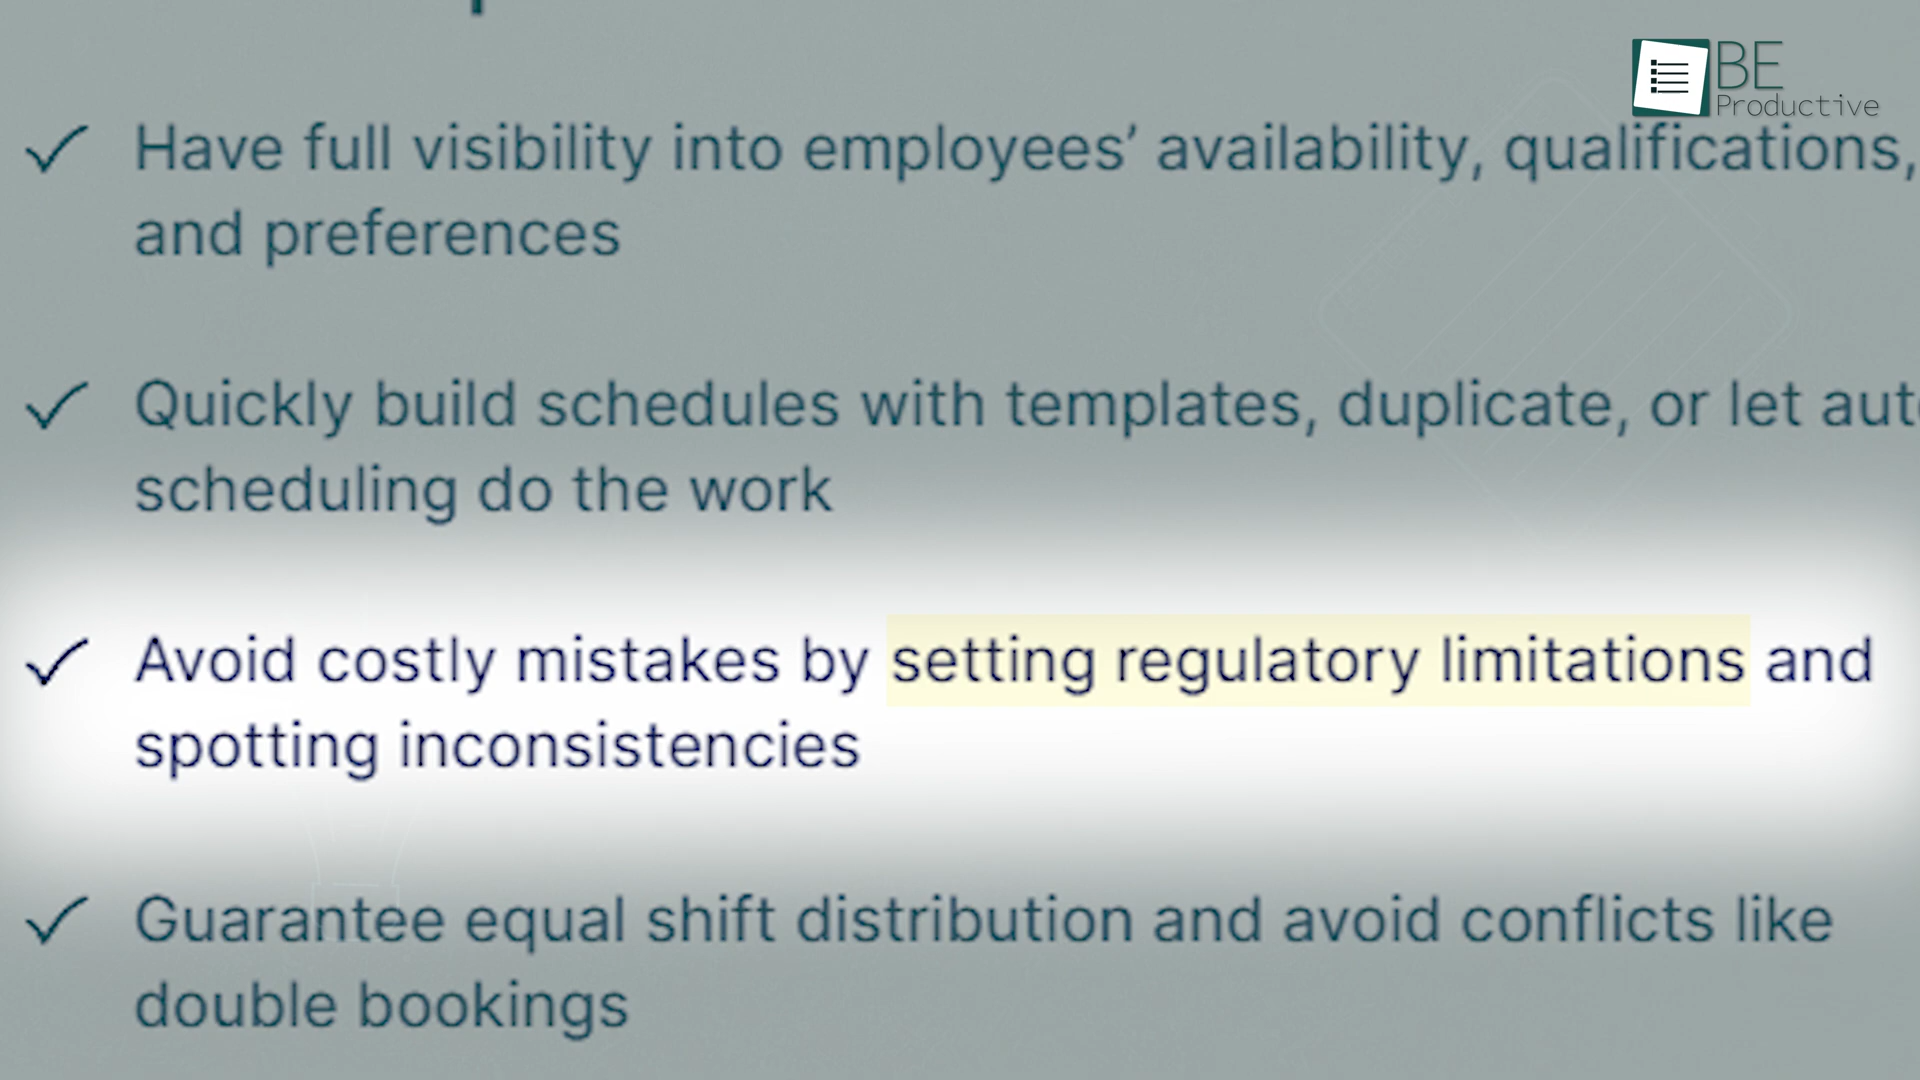 BE
Productive
Have full visibility into employees’ availability, qualifications,
and preferences
Quickly build schedules with templates, duplicate, or let
scheduling do the work
Avoid costly mistakes by setting regulatory limitations and
spotting inconsistencies
Guarantee equal shift distribution and avoid conflicts like
double bookings